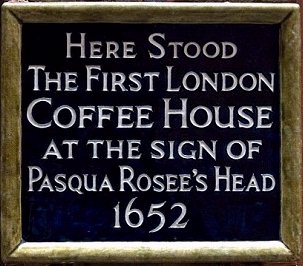 HERE STOOD
THE FIRST LONDON
COFFEE HOUSE
AT THE SIGN OF
PASQUA ROSEE'S HEAD
1652